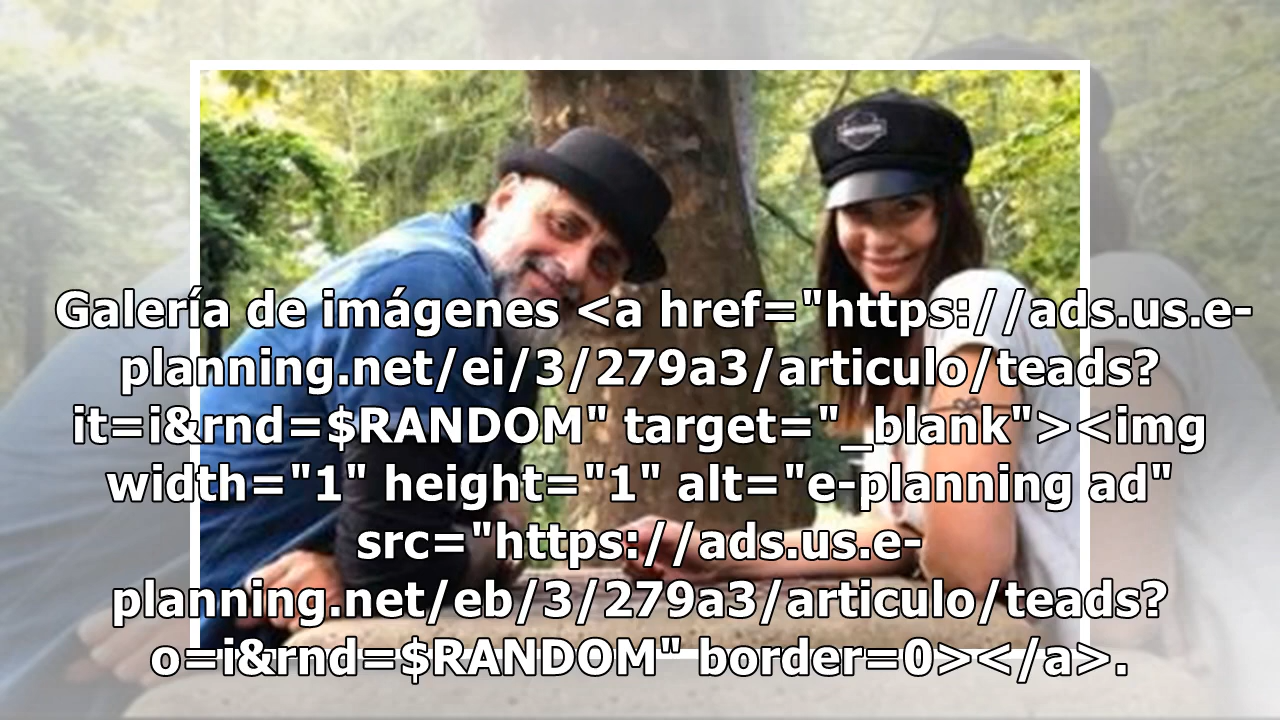 Galería de imágenes <a href="https://ads.us.e-
planning.net/ei/3/279a3/articulo/teads?
it=i&rnd=$RANDOM" target="_blank"><img
width="1" height="1" alt="e-planning ad"
src="https://ads.us.e-
planning.net/eb/3/279a3/articulo/teads?
o=i&rnd=$RANDOM" border=0></a>.